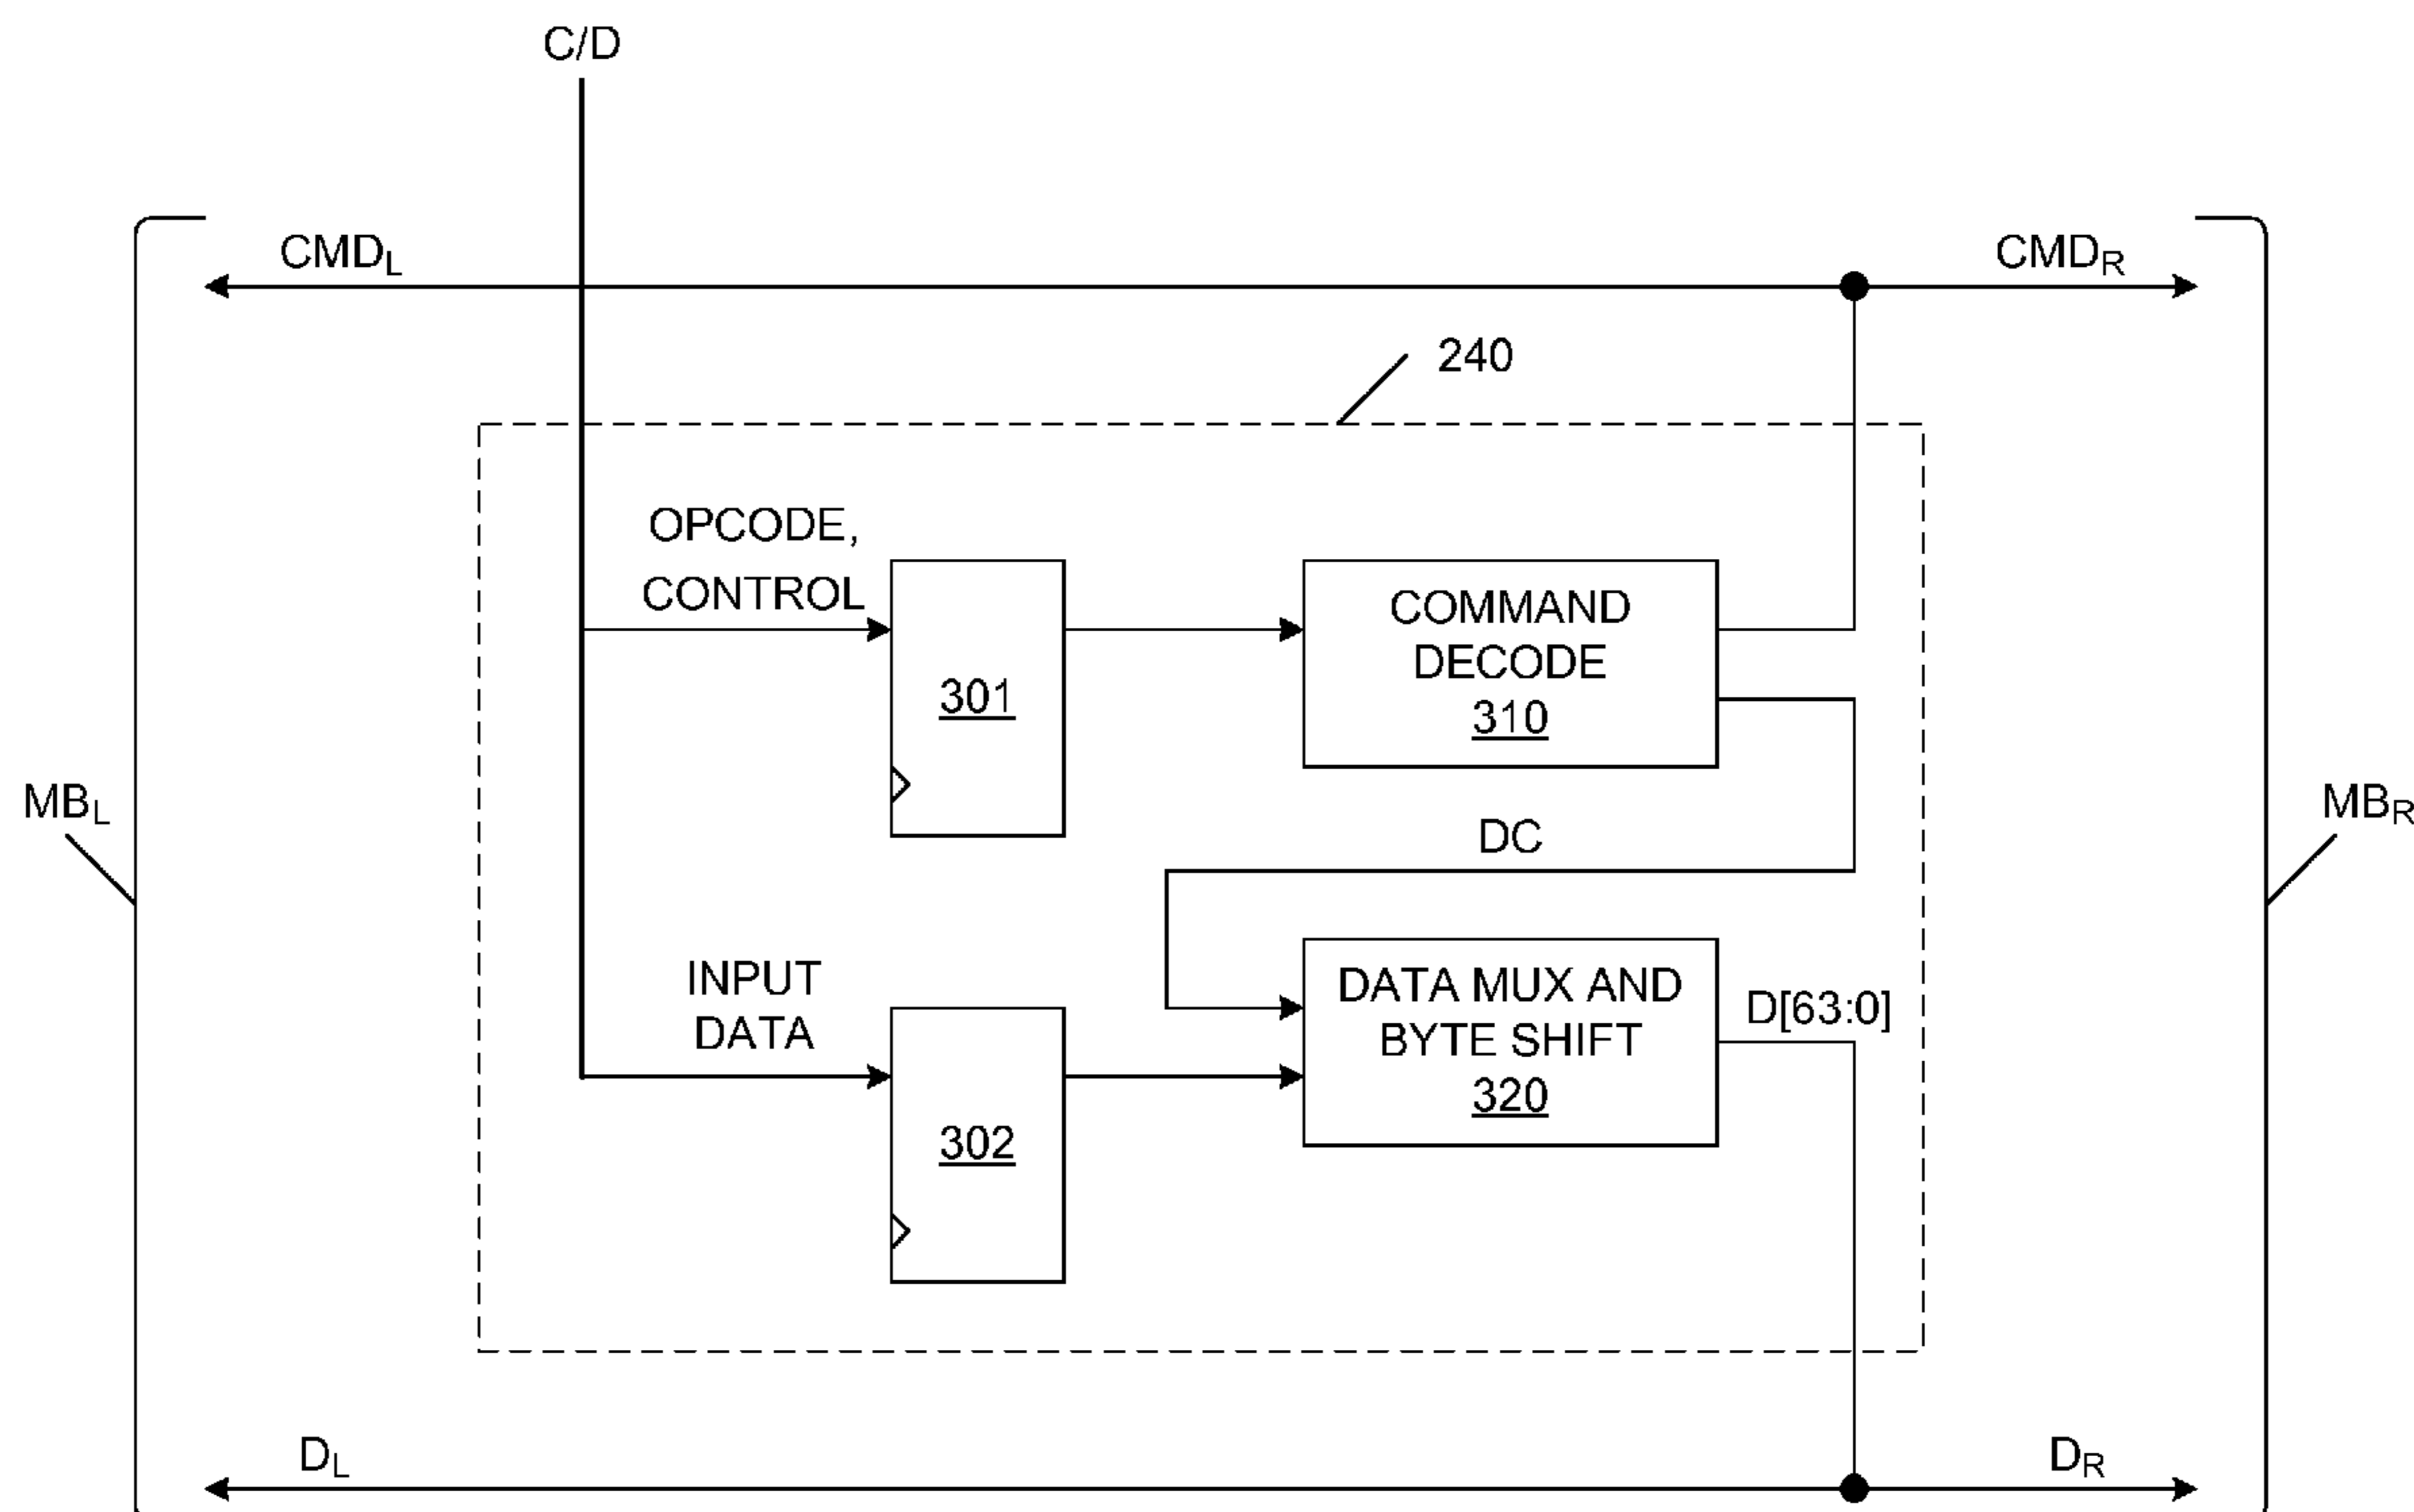 C/D
CMDL
CMDR
240
OPCODE,
CONTROL
301
COMMAND
DECODE
310
MBL
MBR
DC
INPUT
DATA
302
DATA MUX AND
BYTE SHIFT
320
D[63:0]
DL
DR